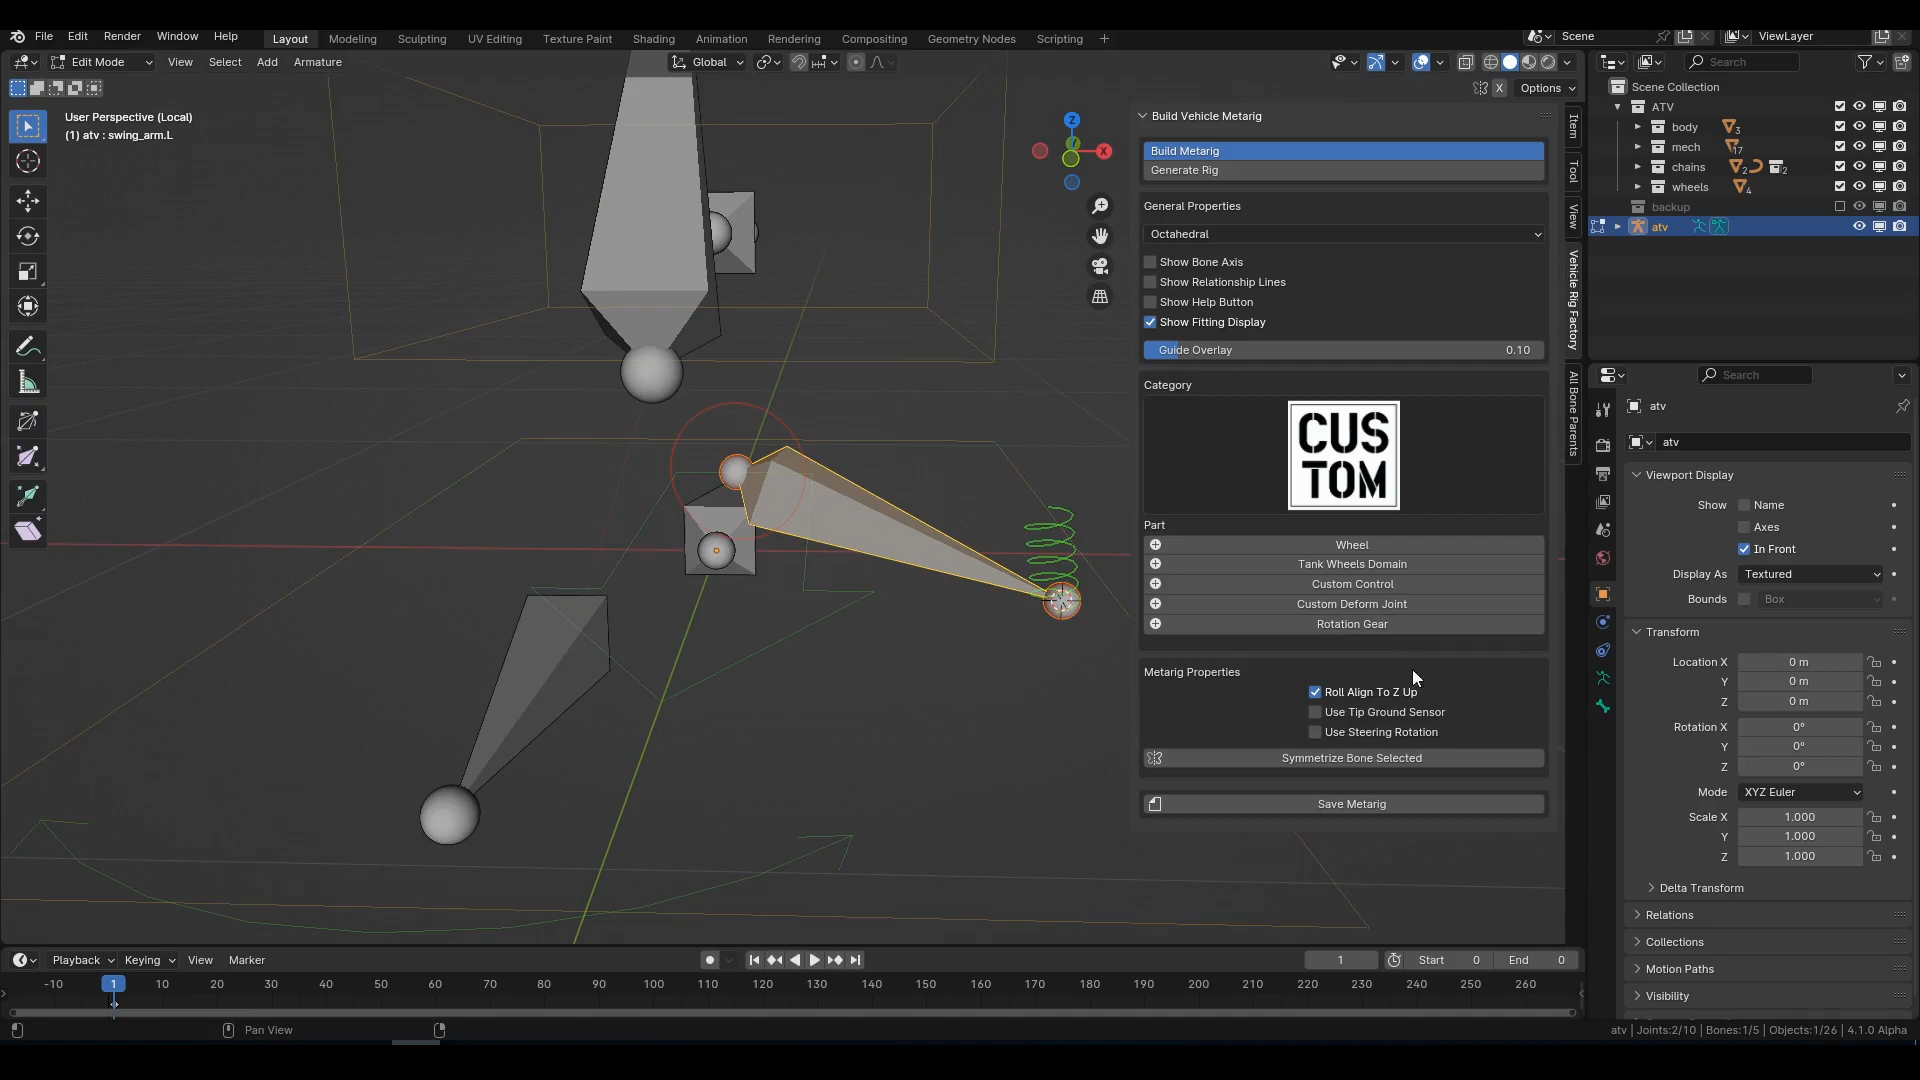 File Edit Render Window Help Layout Modeling Sculpting UV Editing Texture Paint Shading Animation Rendering Compositing Geometry Nodes Scripting Scene ViewLayer
Edit Mode View Select Add Armature Global Search
X Options
Scene Collection
ATV
body 3
mech 17
chains 2 2
wheels 4
backup
atv
User Perspective (Local)
(1) atv : swing_arm.L
Z
X
Item
Tool
View
Vehicle Rig Factory
All Bone Parents
Build Vehicle Metarig
Build Metarig
Generate Rig
General Properties
Octahedral
Show Bone Axis
Show Relationship Lines
Show Help Button
Show Fitting Display
Guide Overlay 0.10
Category
CUS
TOM
Part
Wheel
Tank Wheels Domain
Custom Control
Custom Deform Joint
Rotation Gear
Metarig Properties
Roll Align To Z Up
Use Tip Ground Sensor
Use Steering Rotation
Symmetrize Bone Selected
Save Metarig
Search
atv
atv
Viewport Display
Show Name
Axes
In Front
Display As Textured
Bounds Box
Transform
Location X 0 m
Y 0 m
Z 0 m
Rotation X 0°
Y 0°
Z 0°
Mode XYZ Euler
Scale X 1.000
Y 1.000
Z 1.000
Delta Transform
Relations
Collections
Motion Paths
Visibility
Playback Keying View Marker 1 Start 0 End 0
-10 1 10 20 30 40 50 60 70 80 90 100 110 120 130 140 150 160 170 180 190 200 210 220 230 240 250 260
Pan View
atv | Joints:2/10 | Bones:1/5 | Objects:1/26 | 4.1.0 Alpha